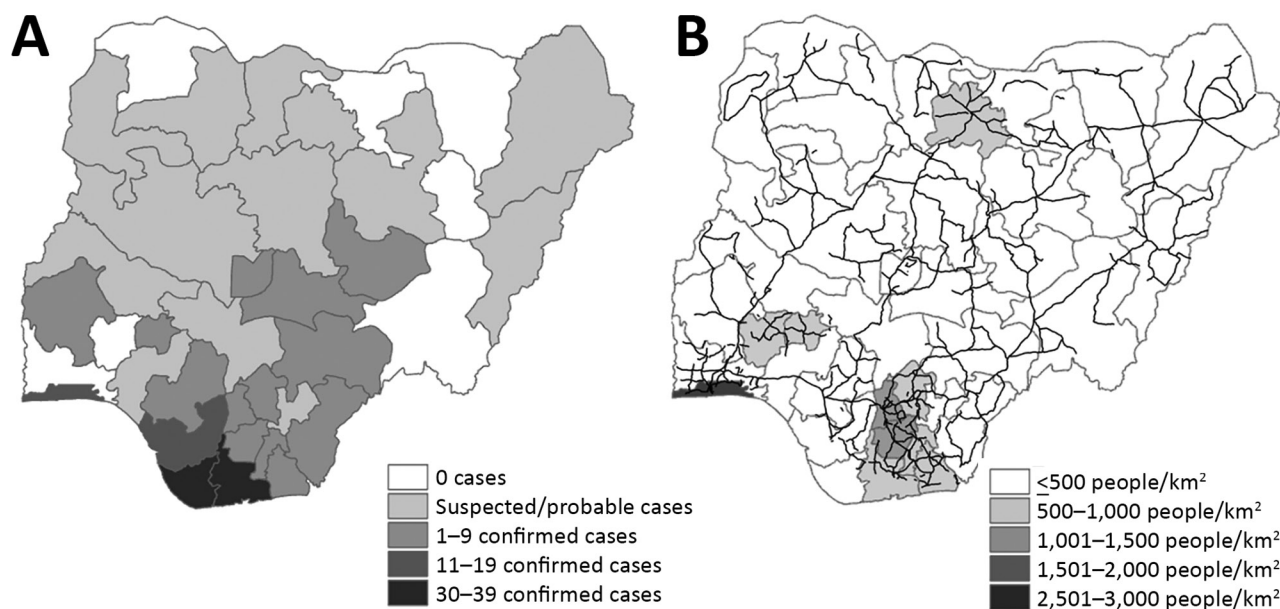 A
B
0 cases
Suspected/probable cases
1–9 confirmed cases
11–19 confirmed cases
30–39 confirmed cases
<500 people/km²
500–1,000 people/km²
1,001–1,500 people/km²
1,501–2,000 people/km²
2,501–3,000 people/km²